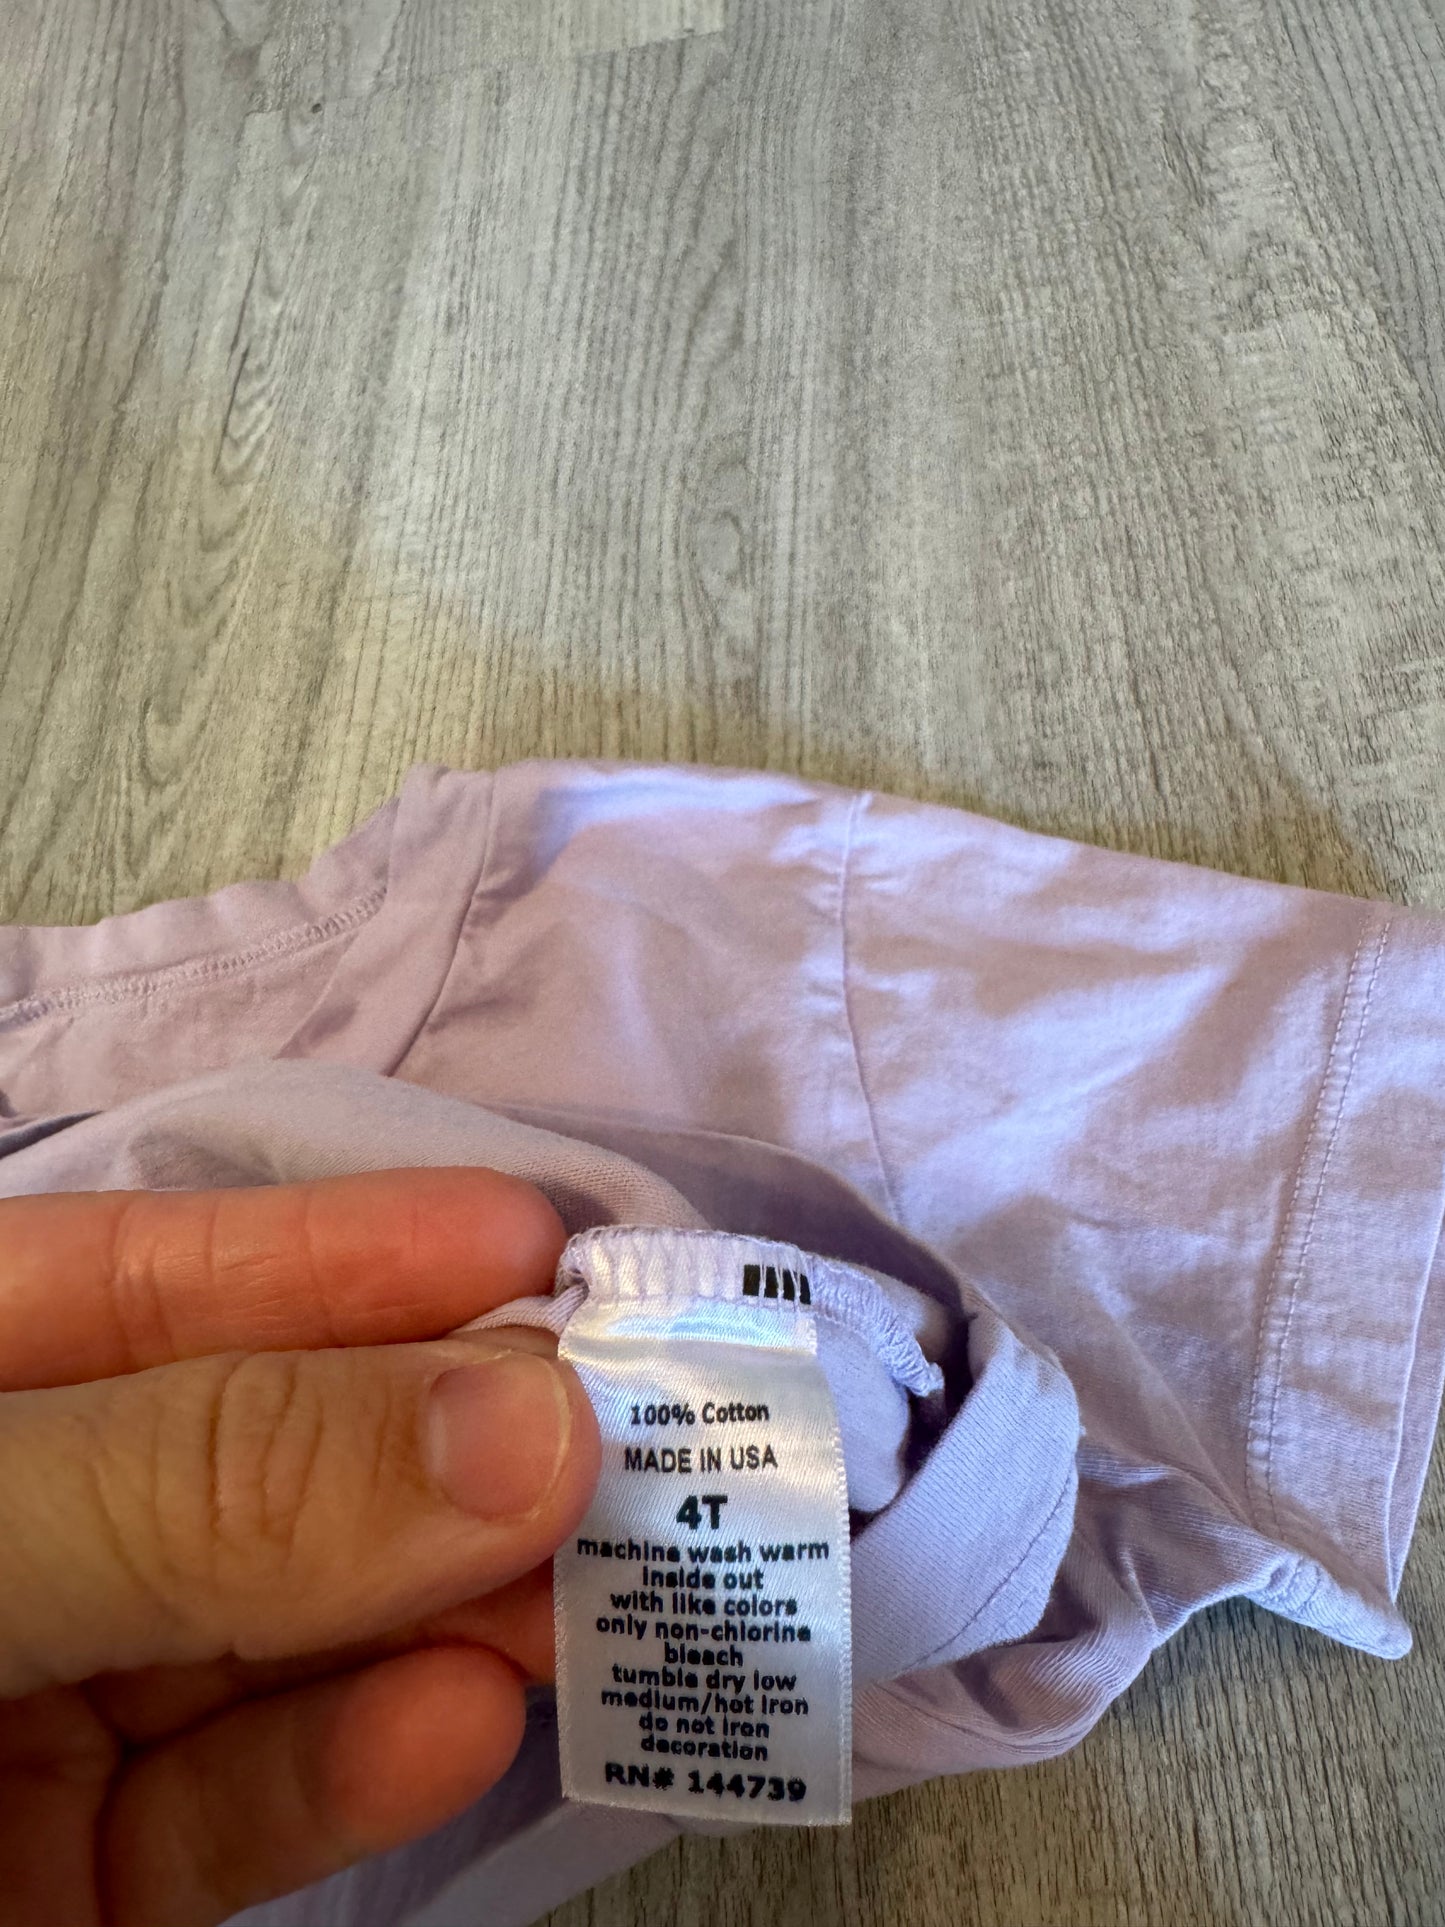 100% Cotton
MADE IN USA
4T
machine wash warm
inside out
with like colors
only non-chlorine
bleach
tumble dry low
medium/hot iron
do not iron
decoration
RN# 144739